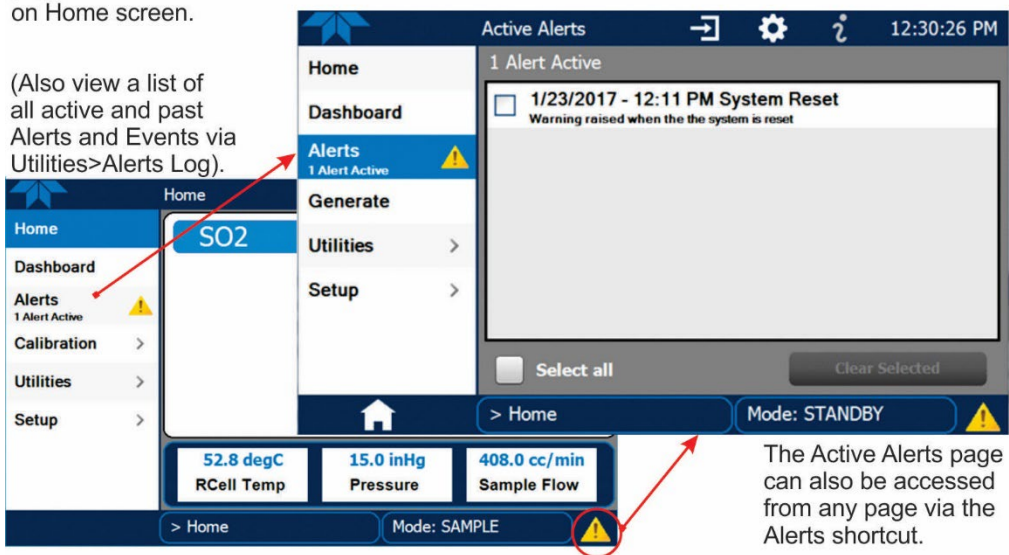 on Home screen.
(Also view a list of
all active and past
Alerts and Events via
Utilities>Alerts Log).
Active Alerts
12:30:26 PM
Home
Dashboard
Alerts
1 Alert Active
Generate
Utilities >
Setup >
1 Alert Active
1/23/2017 - 12:11 PM System Reset
Warning raised when the the system is reset
Select all
Clear Selected
> Home
Mode: STANDBY
Home
Home
Dashboard
Alerts
1 Alert Active
Calibration >
Utilities >
Setup >
SO2
52.8 degC
RCell Temp
15.0 inHg
Pressure
408.0 cc/min
Sample Flow
> Home
Mode: SAMPLE
The Active Alerts page
can also be accessed
from any page via the
Alerts shortcut.